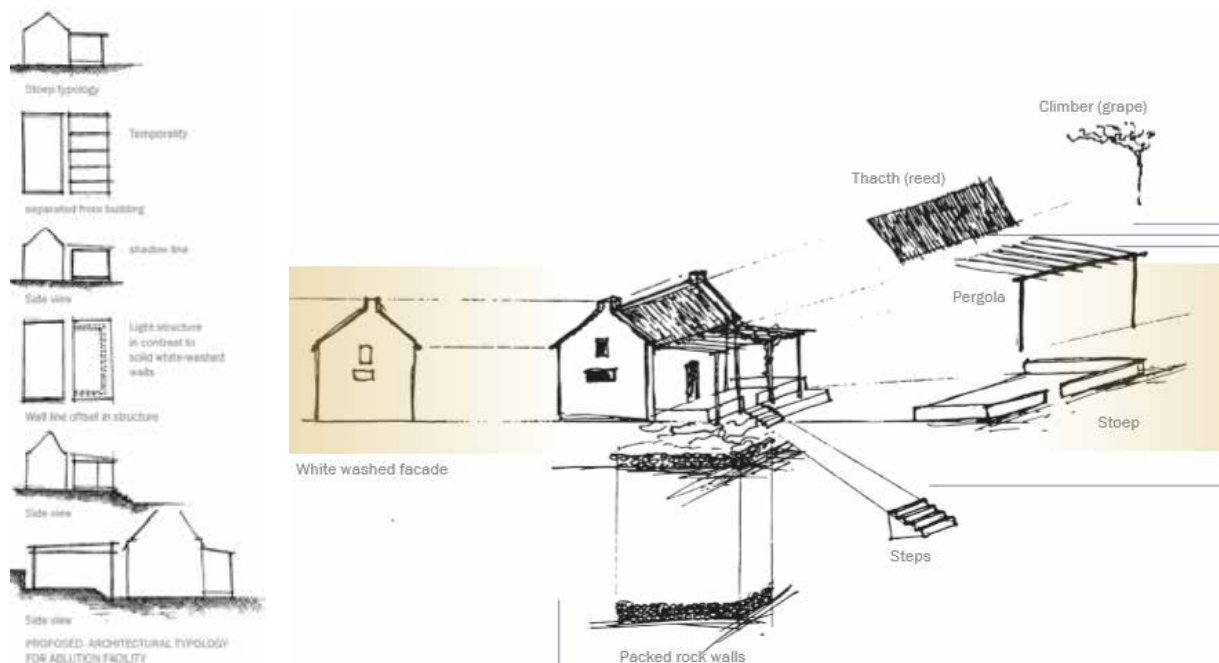 Stoep typology
Temporality
separated from building
shadow line
Side view
Light structure
in contrast to
solid white-washed
walls
Wall line offset in structure
Side view
Side view
PROPOSED ARCHITECTURAL TYPOLOGY
FOR ABLUTION FACILITY
Climber (grape)
Thacth (reed)
Pergola
Stoep
White washed facade
Steps
Packed rock walls